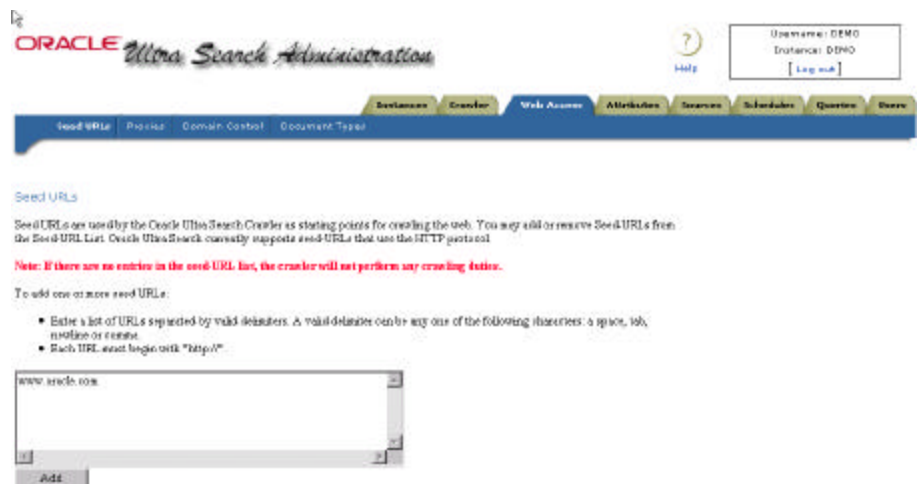 ORACLE Ultra Search Administration
Help
Username: DEMO
Instance: DEMO
[Log out]
Instances Crawler Web Access Attributes Sources Schedules Queries Users
Seed URLs Proxies Domain Control Document Types
Seed URLs
Seed URLs are used by the Oracle Ultra Search Crawler as starting points for crawling the web. You may add or remove Seed-URLs from
the Seed-URL List. Oracle Ultra Search currently supports seed-URLs that use the HTTP protocol
Note: If there are no entries in the seed-URL list, the crawler will not perform any crawling duties.
To add one or more seed URLs:
• Enter a list of URLs separated by valid delimiters. A valid delimiter can be any one of the following characters: a space, tab,
newline or comma.
• Each URL must begin with "http://".
www.oracle.com
Add